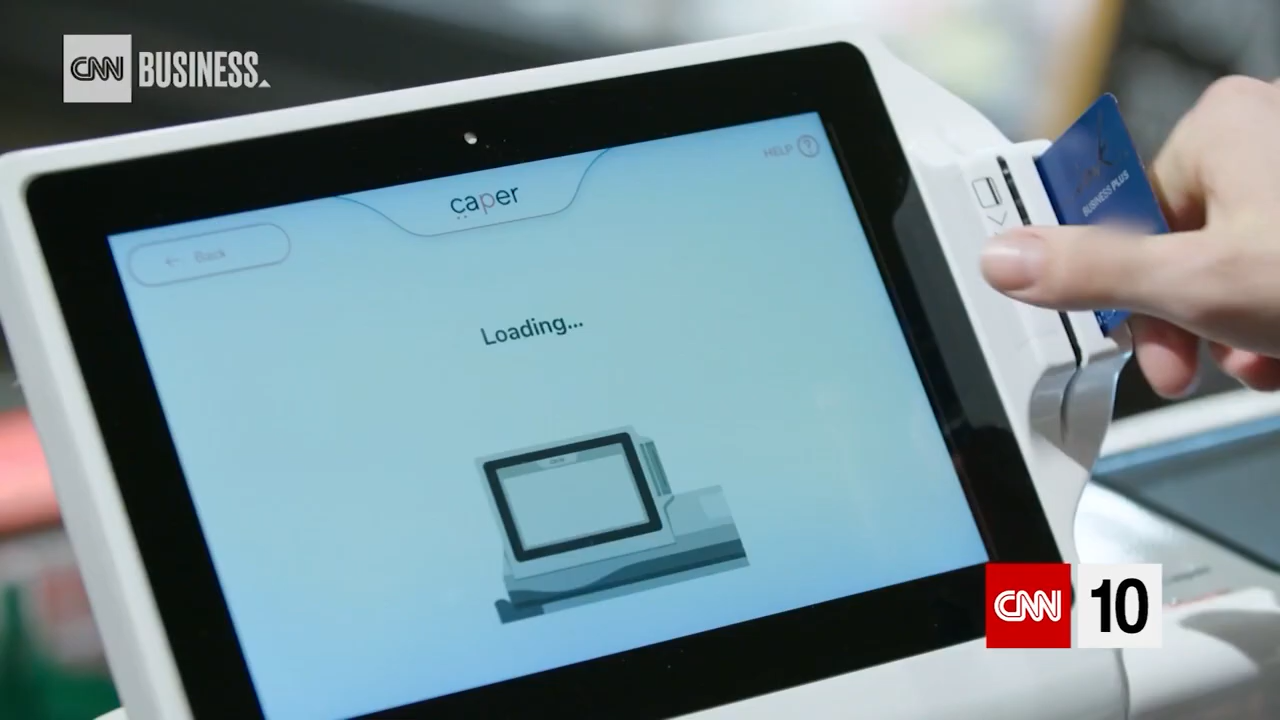 CNN BUSINESS
HELP ?
caper
← Back
Loading...
BUSINESS PLUS
CNN 10